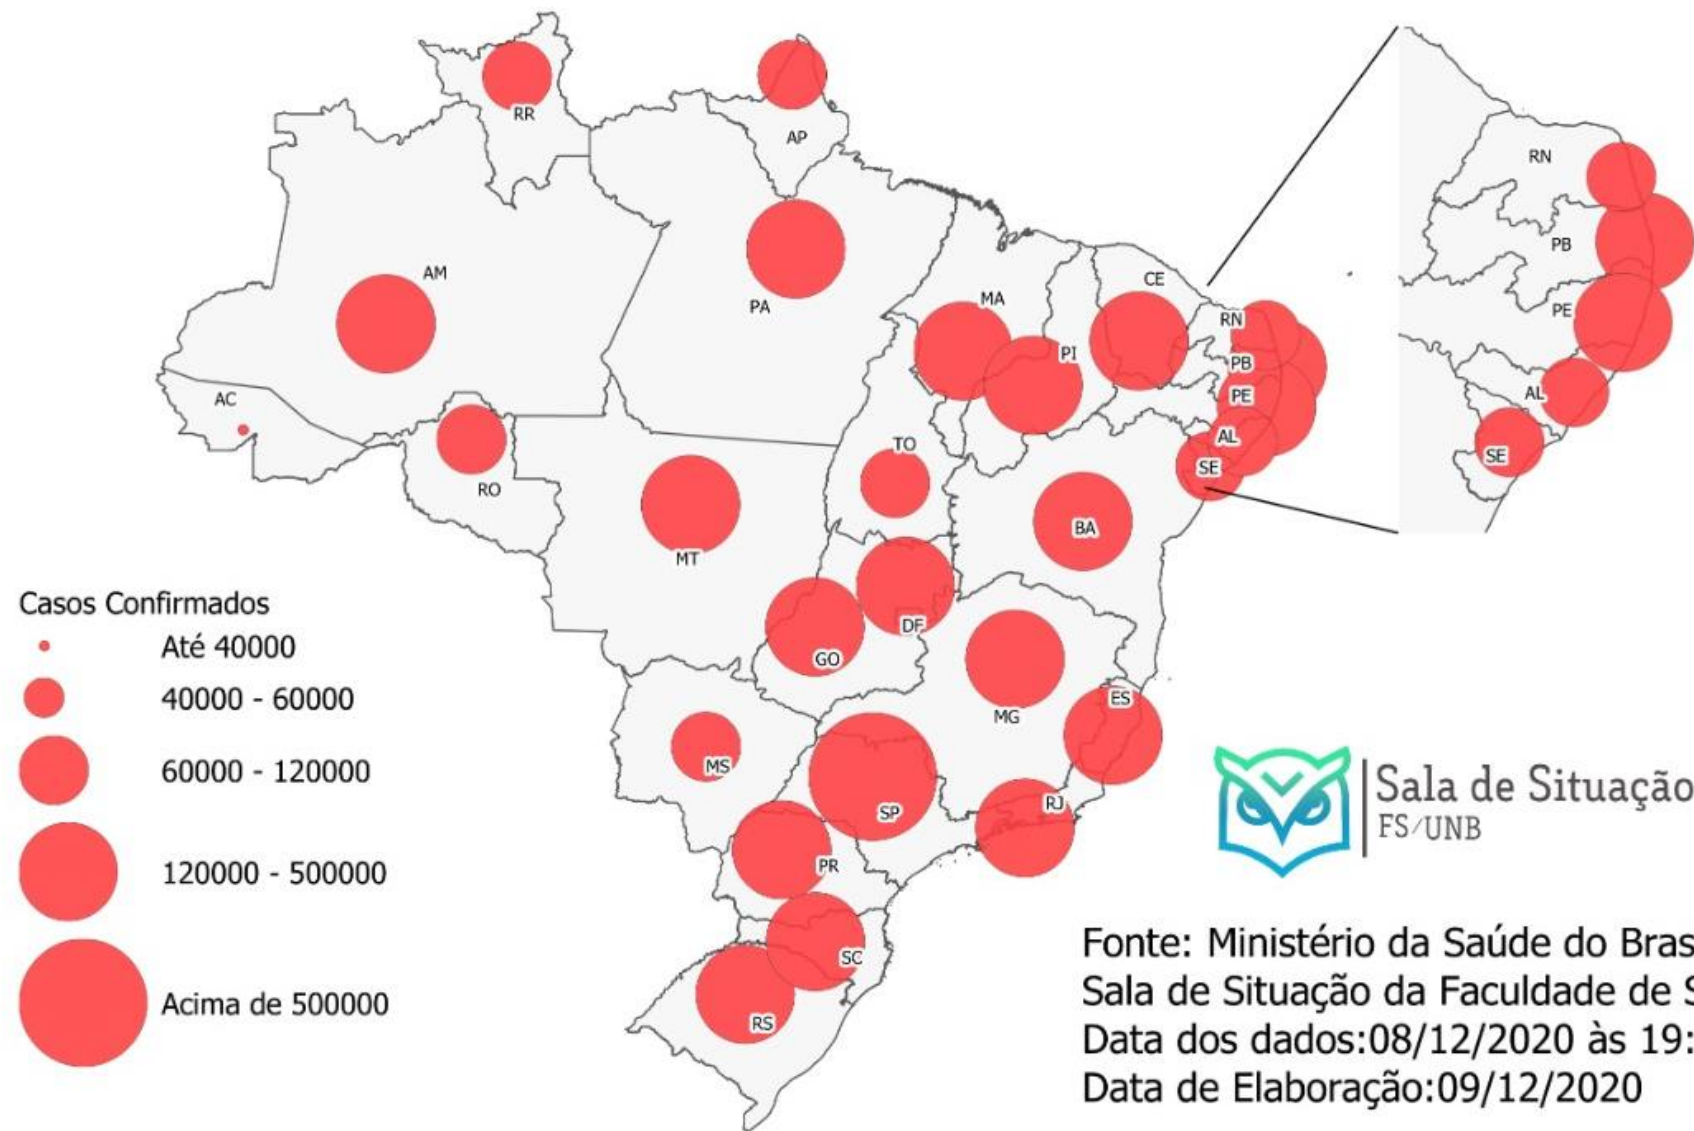 RR
AP
RN
AM
PA
MA
CE
PB
RN
PI
PB
PE
PE
AC
AL
AL
TO
SE
SE
RO
BA
MT
Casos Confirmados
DF
Até 40000
GO
40000 - 60000
ES
MG
60000 - 120000
MS
RJ
SP
Sala de Situação
FS/UNB
120000 - 500000
PR
SC
Acima de 500000
RS
Fonte: Ministério da Saúde do Bras
Sala de Situação da Faculdade de S
Data dos dados:08/12/2020 às 19:
Data de Elaboração:09/12/2020